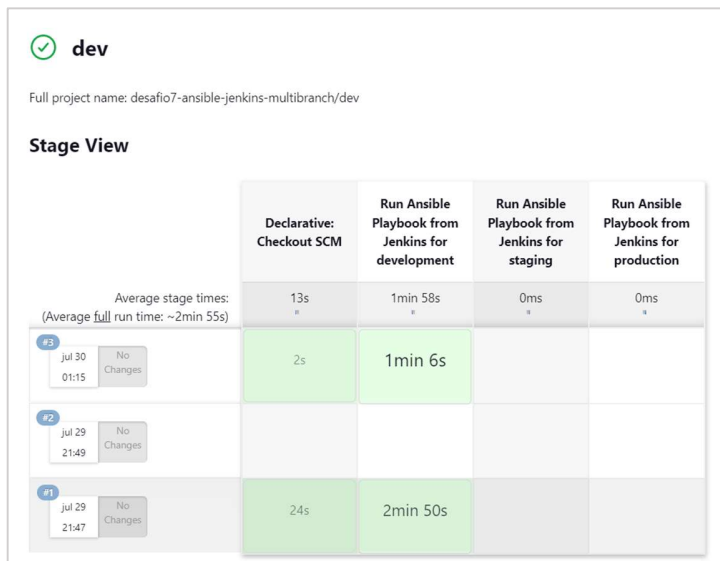 dev
Full project name: desafio7-ansible-jenkins-multibranch/dev
Stage View
Declarative:
Checkout SCM
Run Ansible
Playbook from
Jenkins for
development
Run Ansible
Playbook from
Jenkins for
staging
Run Ansible
Playbook from
Jenkins for
production
Average stage times:
(Average full run time: ~2min 55s)
13s
1min 58s
0ms
0ms
#3
jul 30
01:15
No
Changes
2s
1min 6s
#2
jul 29
21:49
No
Changes
#1
jul 29
21:47
No
Changes
24s
2min 50s